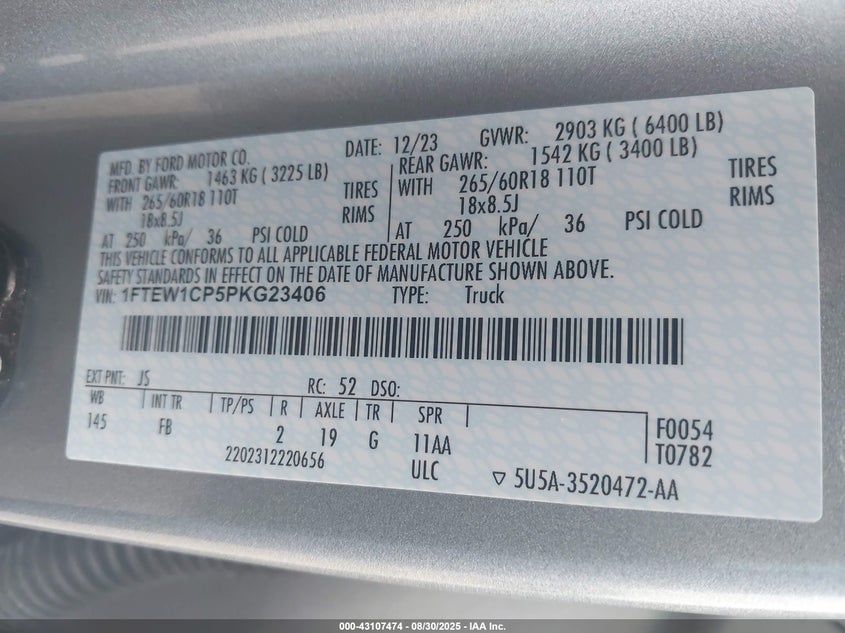 MFD. BY FORD MOTOR CO.
DATE: 12/23 GVWR: 2903 KG ( 6400 LB)
FRONT GAWR: 1463 KG ( 3225 LB) REAR GAWR: 1542 KG ( 3400 LB)
WITH 265/60R18 110T TIRES WITH 265/60R18 110T TIRES
18x8.5J RIMS 18x8.5J RIMS
AT 250 kPa/ 36 PSI COLD AT 250 kPa/ 36 PSI COLD
THIS VEHICLE CONFORMS TO ALL APPLICABLE FEDERAL MOTOR VEHICLE
SAFETY STANDARDS IN EFFECT ON THE DATE OF MANUFACTURE SHOWN ABOVE.
VIN: 1FTEW1CP5PKG23406 TYPE: Truck
EXT PNT: JS RC: 52 DSO:
WB INT TR TP/PS R AXLE TR SPR
145 FB 2 19 G 11AA F0054
2202312220656 ULC T0782
5U5A-3520472-AA
000-43107474 - 08/30/2025 - IAA Inc.